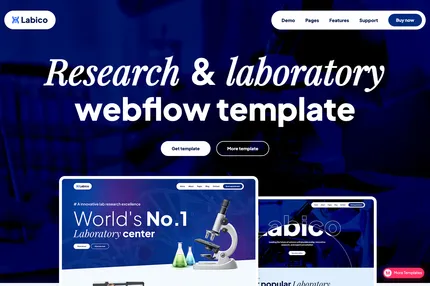 Labico
Demo Pages Features Support Buy now
Research & laboratory
webflow template
Get template More template
Labico
A innovative lab research excellence
World's No.1
Laboratory center
Labico
popular Laboratory
More Templates